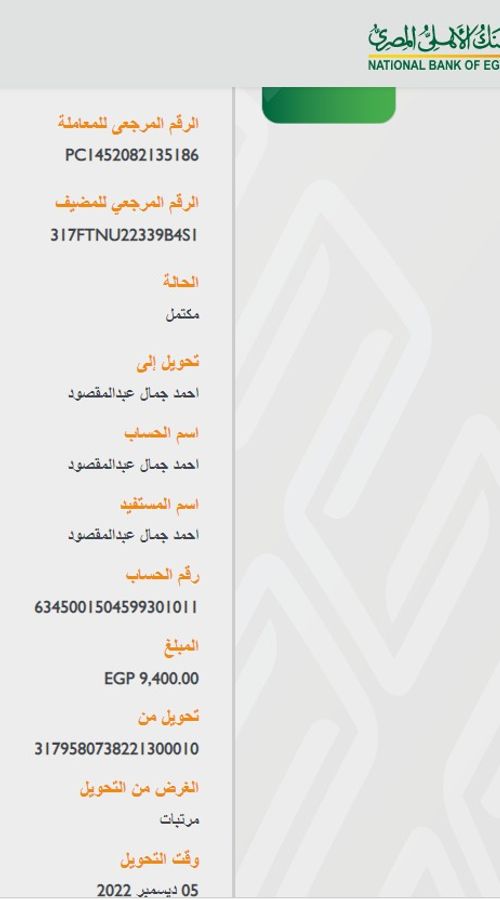 البنك الأهلي المصري
NATIONAL BANK OF EG
الرقم المرجعى للمعاملة
PC1452082135186
الرقم المرجعي للمضيف
317FTNU22339B4S1
الحالة
مكتمل
تحويل إلى
احمد جمال عبدالمقصود
اسم الحساب
احمد جمال عبدالمقصود
اسم المستفيد
احمد جمال عبدالمقصود
رقم الحساب
6345001504599301011
المبلغ
EGP 9,400.00
تحويل من
3179580738221300010
الغرض من التحويل
مرتبات
وقت التحويل
05 ديسمبر 2022